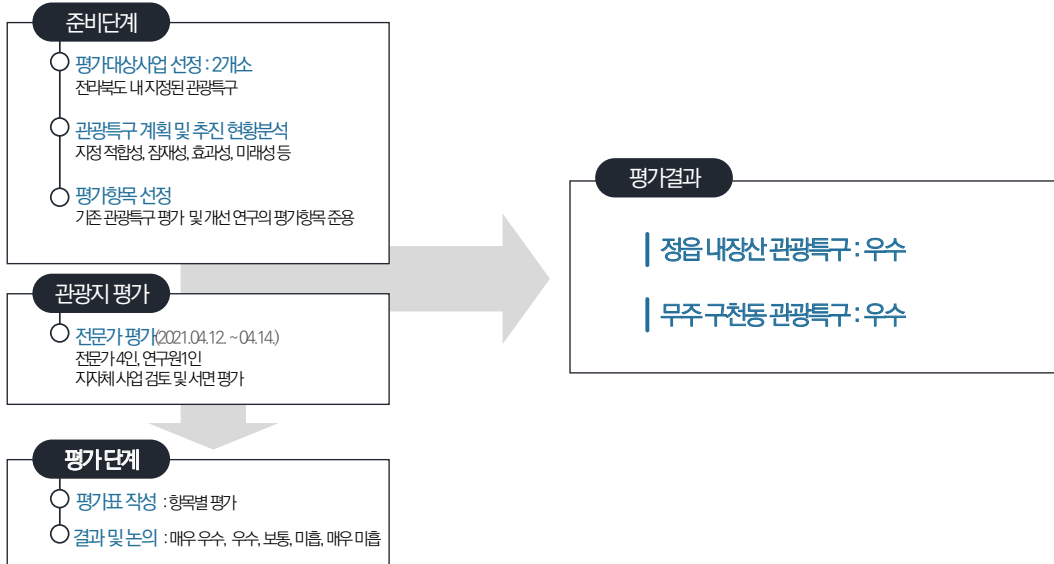 준비단계
평가대상사업 선정 : 2개소
전라북도 내 지정된 관광특구
관광특구 계획 및 추진 현황분석
지정 적합성, 잠재성, 효과성, 미래성 등
평가항목 선정
기존 관광특구 평가 및 개선 연구의 평가항목 준용
관광지 평가
전문가 평가(2021.04.12. ~ 04.14.)
전문가 4인, 연구원1인
지자체 사업 검토 및 서면 평가
평가 단계
평가표 작성 : 항목별 평가
결과 및 논의 : 매우 우수, 우수, 보통, 미흡, 매우 미흡
평가결과
정읍 내장산 관광특구 : 우수
무주 구천동 관광특구 : 우수